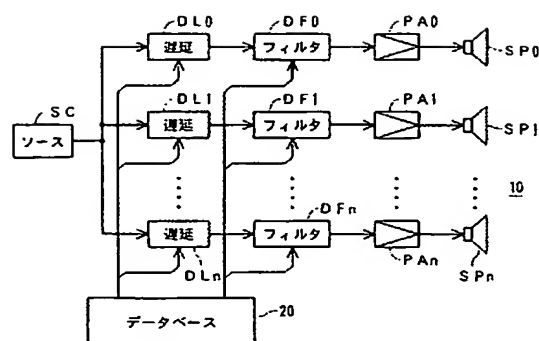 DL0 DF0 PA0
遅延 フィルタ
SP0
SC DL1 DF1 PA1
ソース 遅延 フィルタ
SP1
DFn 10
遅延 フィルタ
DLn PAn SPn
データベース 20